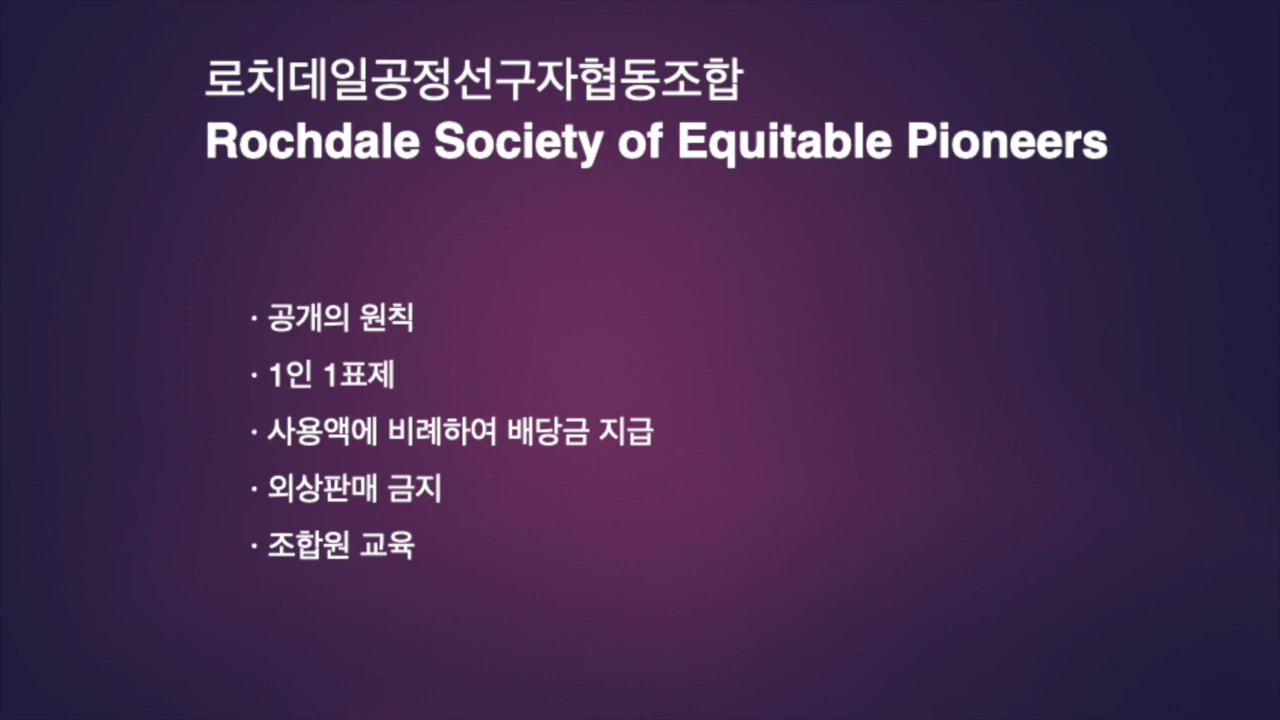 로치데일공정선구자협동조합
Rochdale Society of Equitable Pioneers
· 공개의 원칙
· 1인 1표제
· 사용액에 비례하여 배당금 지급
· 외상판매 금지
· 조합원 교육